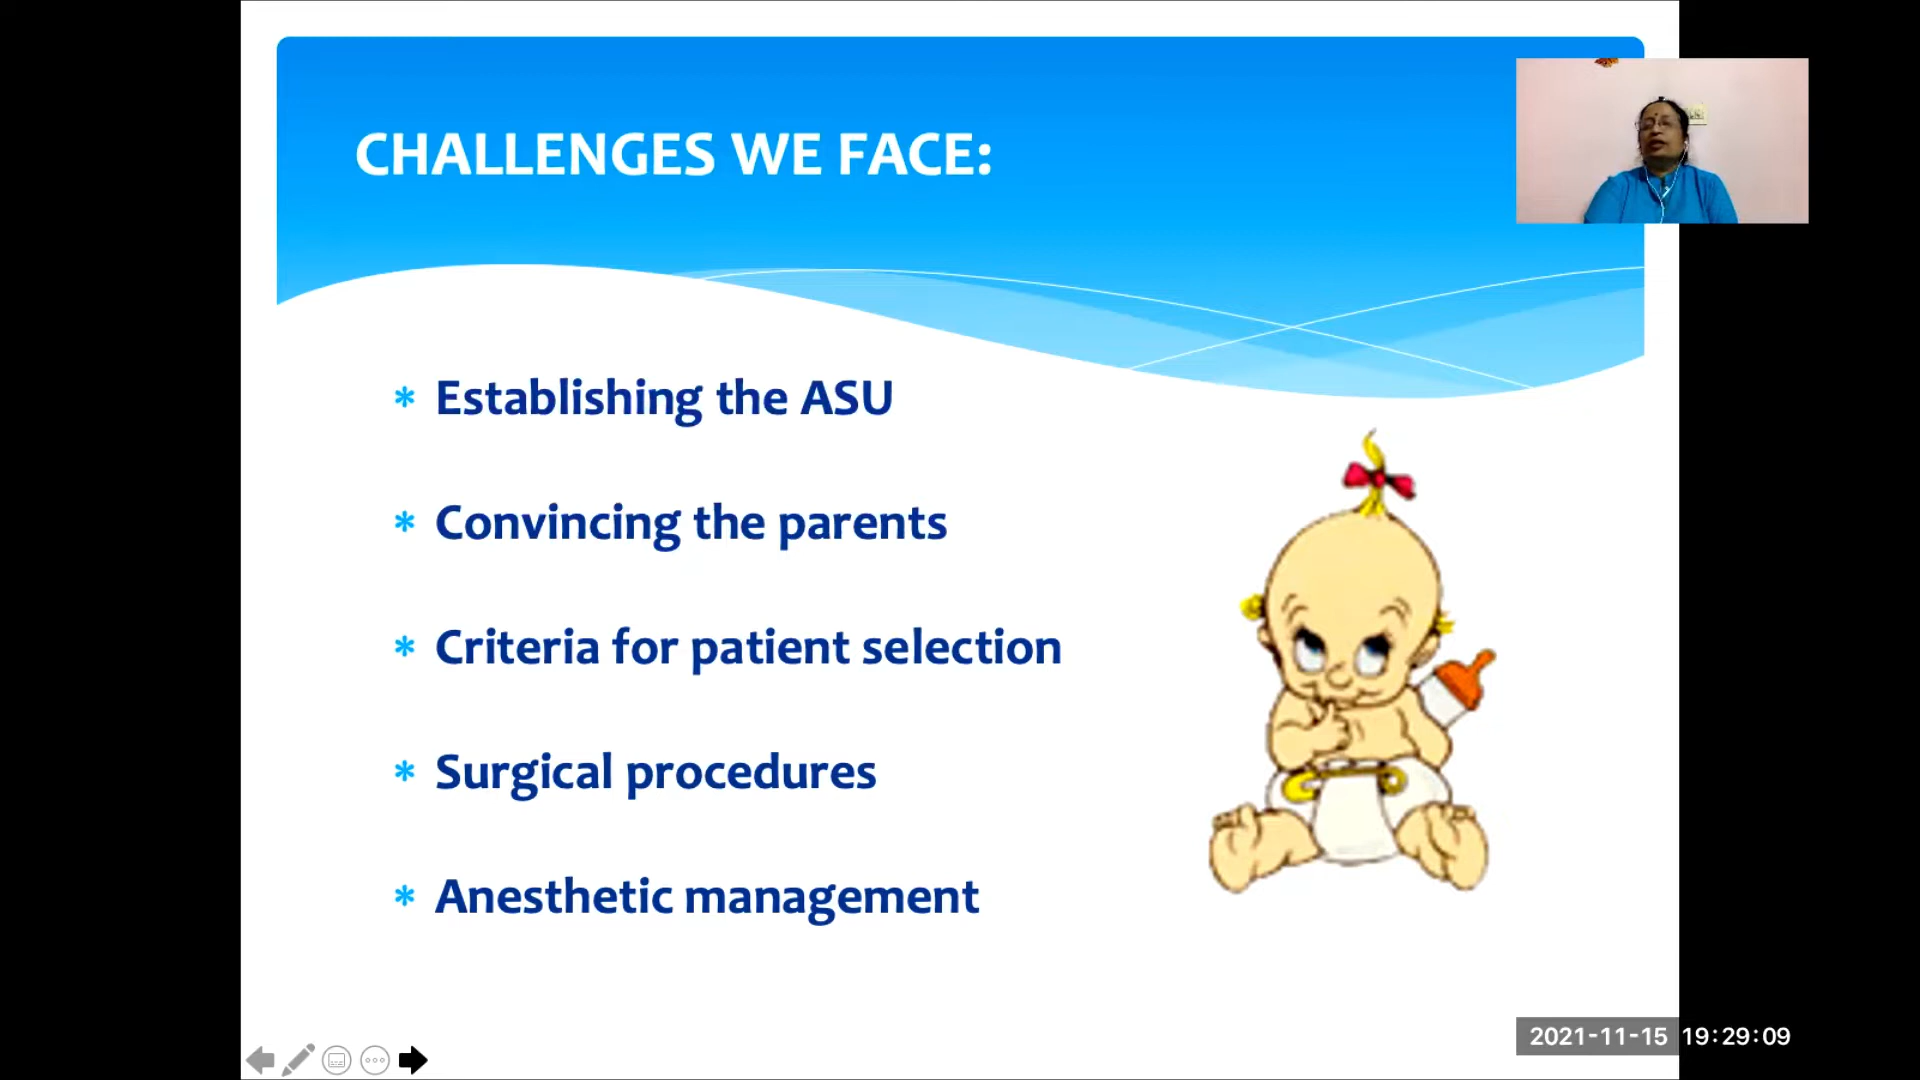 CHALLENGES WE FACE:
* Establishing the ASU
* Convincing the parents
* Criteria for patient selection
* Surgical procedures
* Anesthetic management
2021-11-15 19:29:09